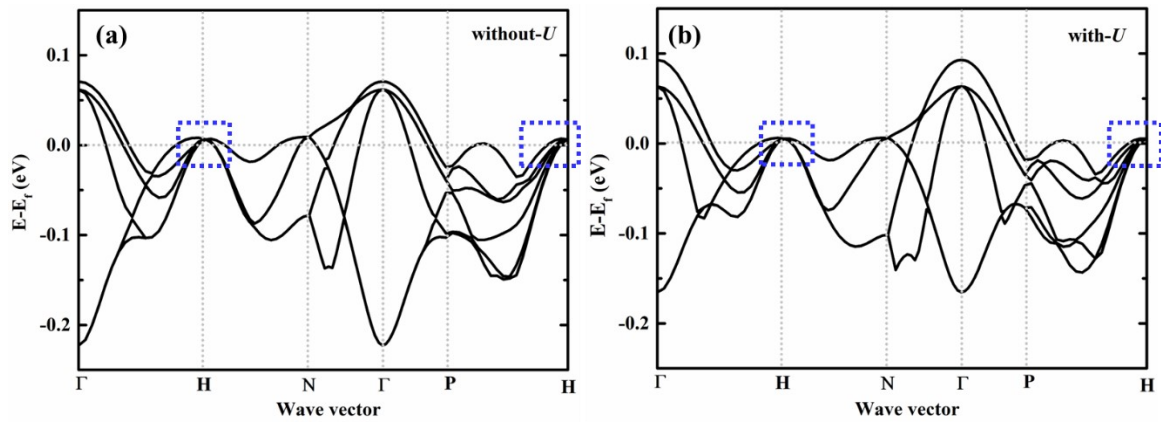 (a)
without-U
0.1
0.0
-0.1
-0.2
E-E_f (eV)
Γ H N Γ P H
Wave vector
(b)
with-U
0.1
0.0
-0.1
-0.2
E-E_f (eV)
Γ H N Γ P H
Wave vector